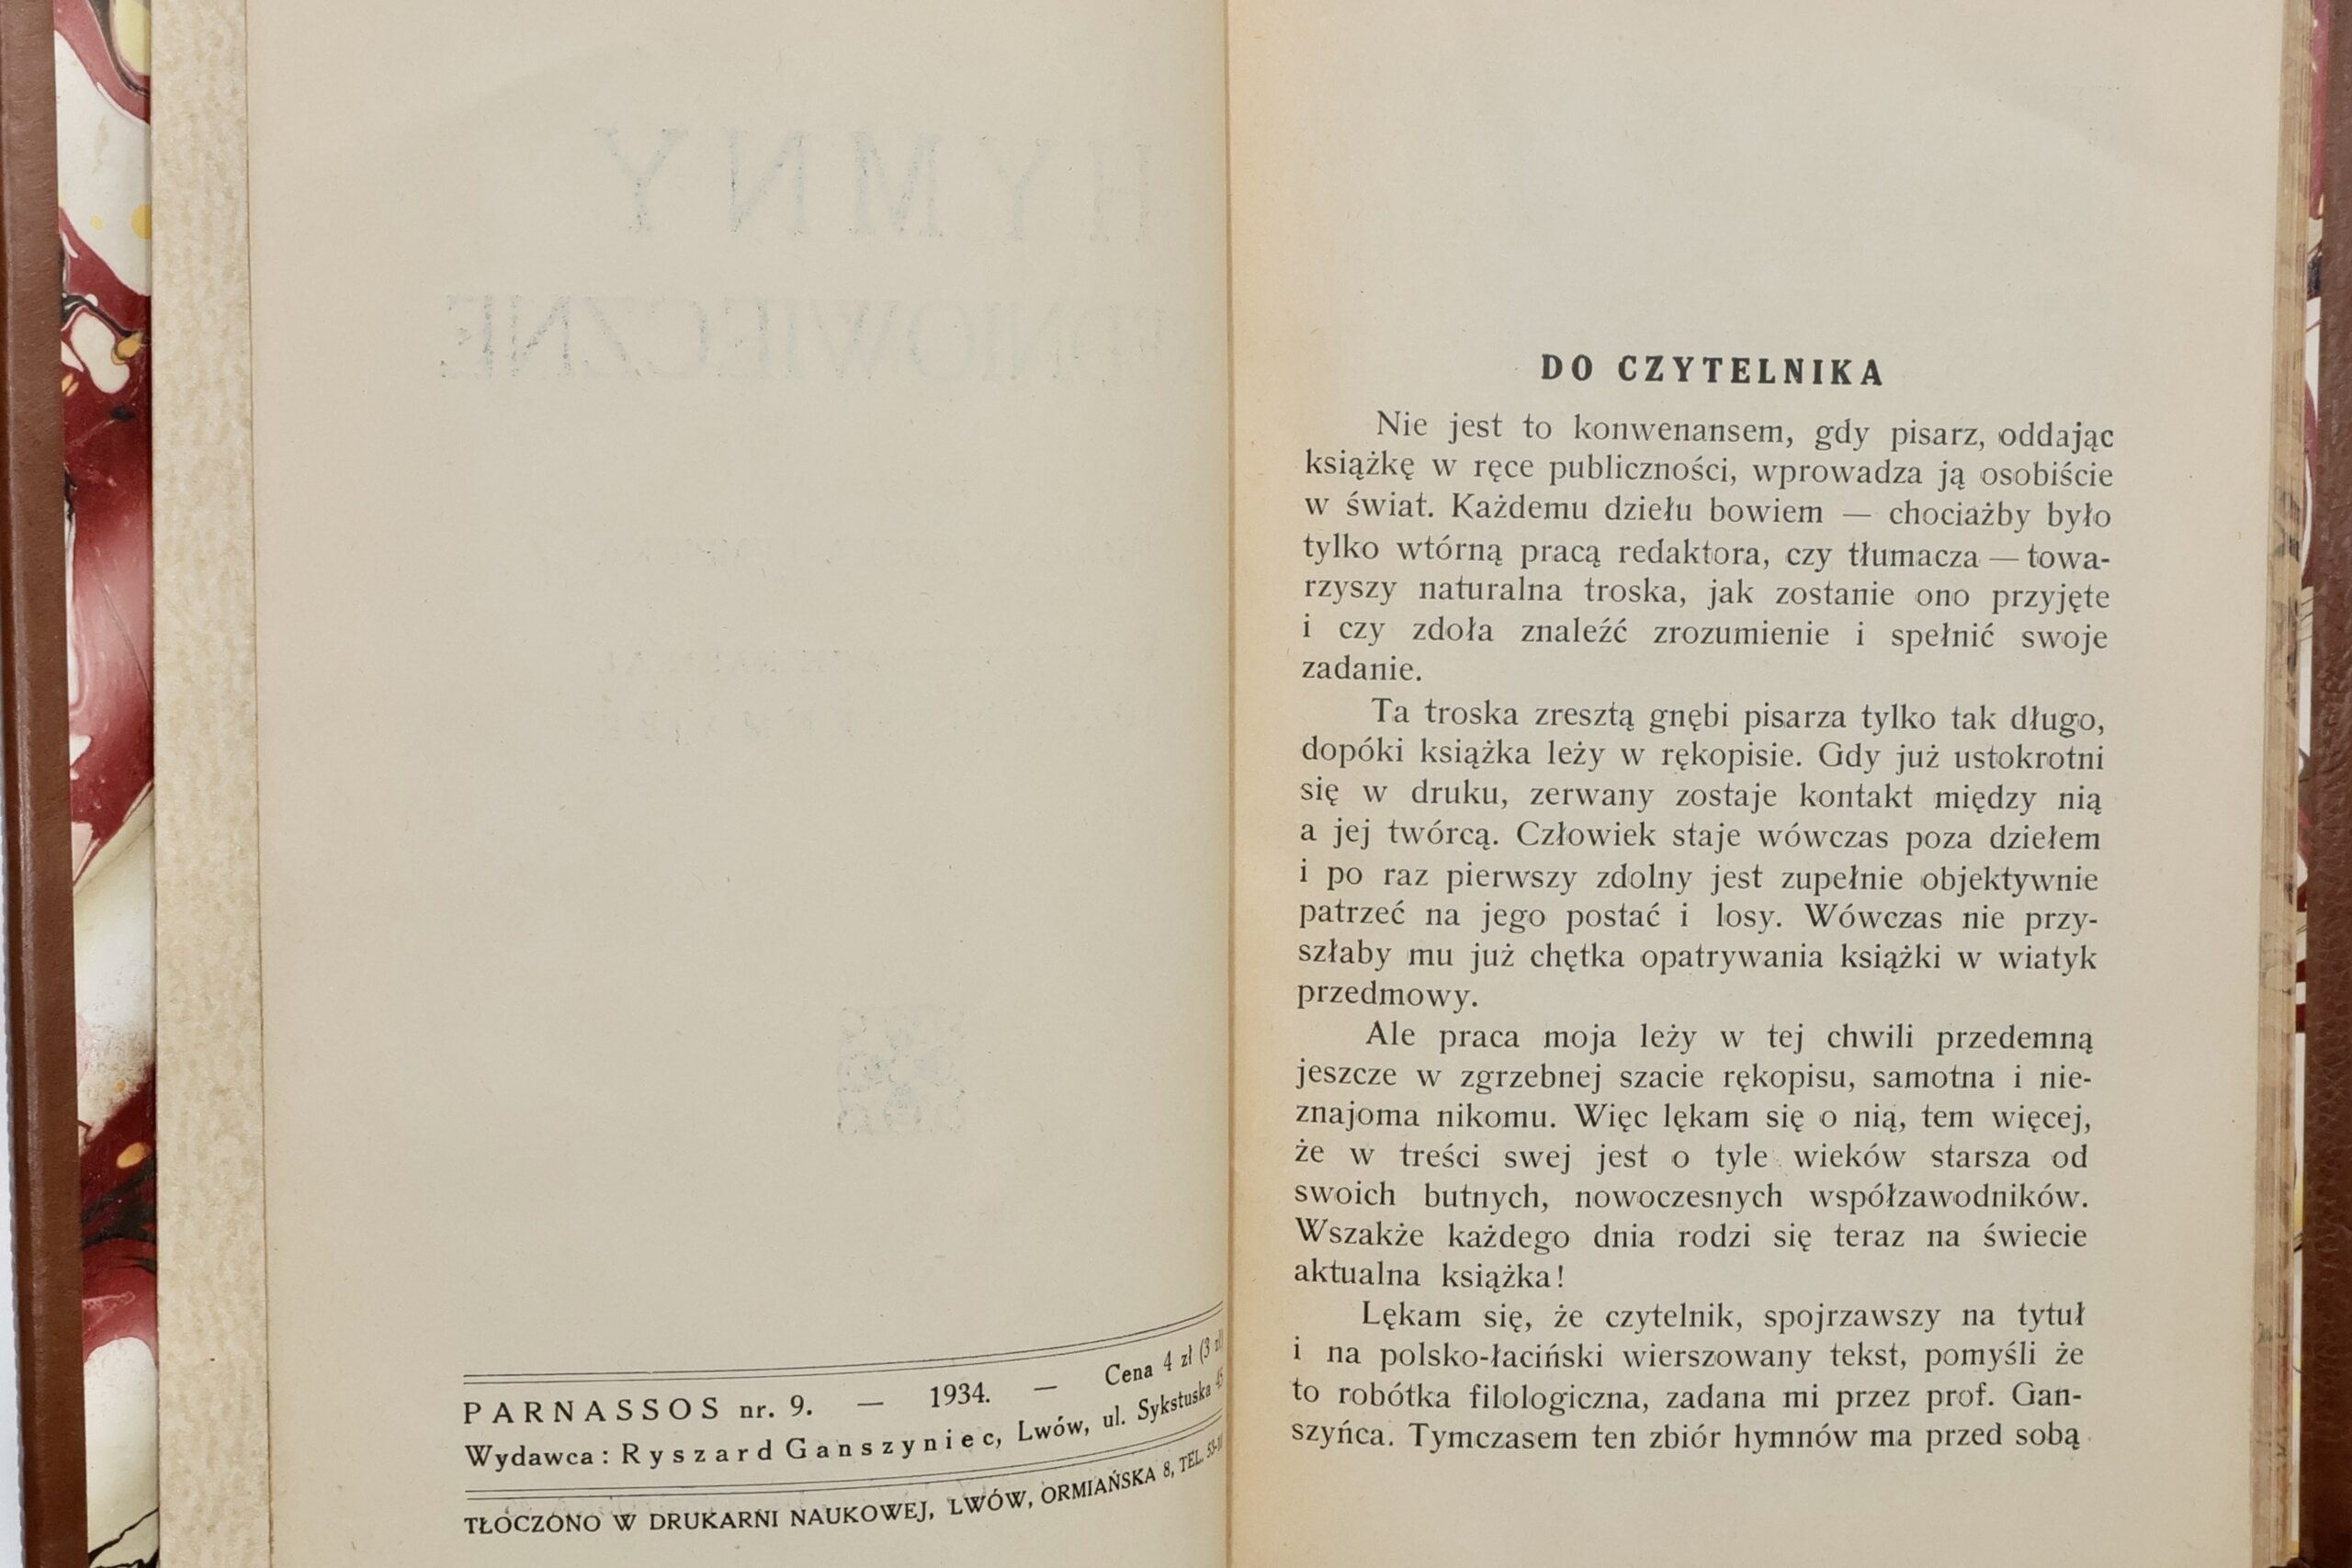 HYMNY
PARNASSOS nr. 9. — 1934. — Cena 4 zł (3
Wydawca: Ryszard Ganszyniec, Lwów, ul. Sykstuska
TŁOCZONO W DRUKARNI NAUKOWEJ, LWÓW, ORMIAŃSKA 8, TEL.
DO CZYTELNIKA
Nie jest to konwenansem, gdy pisarz, oddając
książkę w ręce publiczności, wprowadza ją osobiście
w świat. Każdemu dziełu bowiem — chociażby było
tylko wtórną pracą redaktora, czy tłumacza — towa-
rzyszy naturalna troska, jak zostanie ono przyjęte
i czy zdoła znaleźć zrozumienie i spełnić swoje
zadanie.
Ta troska zresztą gnębi pisarza tylko tak długo,
dopóki książka leży w rękopisie. Gdy już ustokrotni
się w druku, zerwany zostaje kontakt między nią
a jej twórcą. Człowiek staje wówczas poza dziełem
i po raz pierwszy zdolny jest zupełnie objektywnie
patrzeć na jego postać i losy. Wówczas nie przy-
szłaby mu już chętka opatrywania książki w wiatyk
przedmowy.
Ale praca moja leży w tej chwili przedemną
jeszcze w zgrzebnej szacie rękopisu, samotna i nie-
znajoma nikomu. Więc lękam się o nią, tem więcej,
że w treści swej jest o tyle wieków starsza od
swoich butnych, nowoczesnych współzawodników.
Wszakże każdego dnia rodzi się teraz na świecie
aktualna książka!
Lękam się, że czytelnik, spojrzawszy na tytuł
i na polsko-łaciński wierszowany tekst, pomyśli że
to robótka filologiczna, zadana mi przez prof. Gan-
szyńca. Tymczasem ten zbiór hymnów ma przed sobą